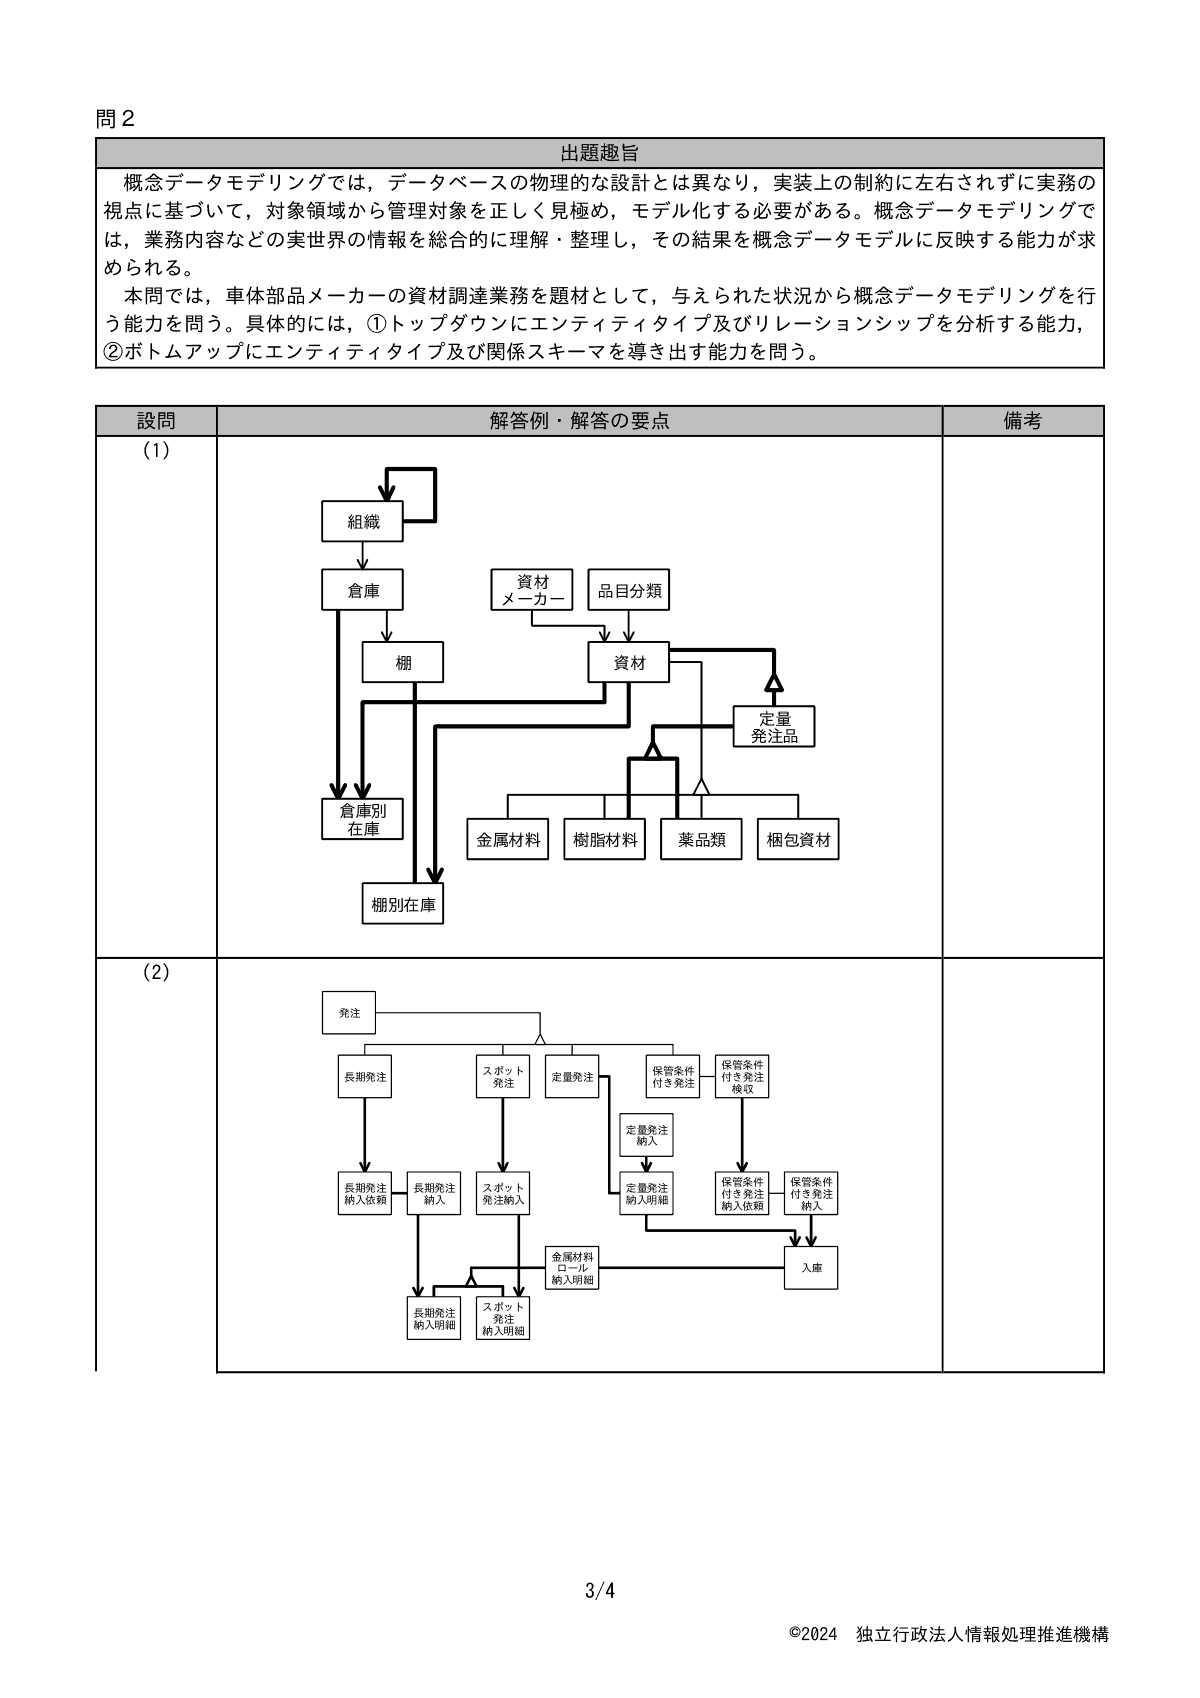 問２
出題趣旨
概念データモデリングでは，データベースの物理的な設計とは異なり，実装上の制約に左右されずに実務の
視点に基づいて，対象領域から管理対象を正しく見極め，モデル化する必要がある。概念データモデリングで
は，業務内容などの実世界の情報を総合的に理解・整理し，その結果を概念データモデルに反映する能力が求
められる。
本問では，車体部品メーカーの資材調達業務を題材として，与えられた状況から概念データモデリングを行
う能力を問う。具体的には，①トップダウンにエンティティタイプ及びリレーションシップを分析する能力，
②ボトムアップにエンティティタイプ及び関係スキーマを導き出す能力を問う。
設問
解答例・解答の要点
備考
(1)
組織
倉庫
資材
メーカー
品目分類
棚
資材
定量
発注品
倉庫別
在庫
金属材料
樹脂材料
薬品類
梱包資材
棚別在庫
(2)
発注
長期発注
スポット
発注
定量発注
保管条件
付き発注
保管条件
付き発注
検収
定量発注
納入
長期発注
納入依頼
長期発注
納入
スポット
発注納入
定量発注
納入明細
保管条件
付き発注
納入依頼
保管条件
付き発注
納入
金属材料
ロール
納入明細
入庫
長期発注
納入明細
スポット
発注
納入明細
3/4
©2024 独立行政法人情報処理推進機構